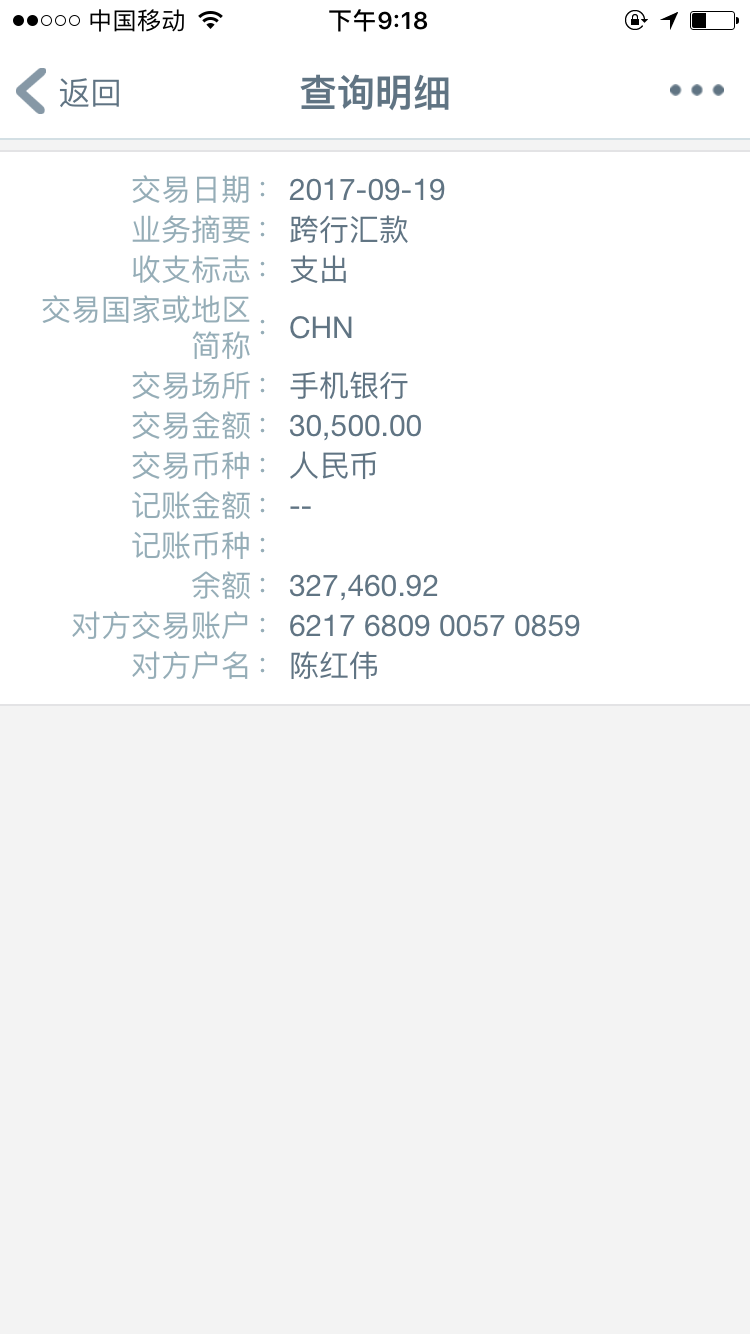 中国移动 下午9:18
返回 查询明细
交易日期： 2017-09-19
业务摘要： 跨行汇款
收支标志： 支出
交易国家或地区
简称： CHN
交易场所： 手机银行
交易金额： 30,500.00
交易币种： 人民币
记账金额： --
记账币种：
余额： 327,460.92
对方交易账户： 6217 6809 0057 0859
对方户名： 陈红伟